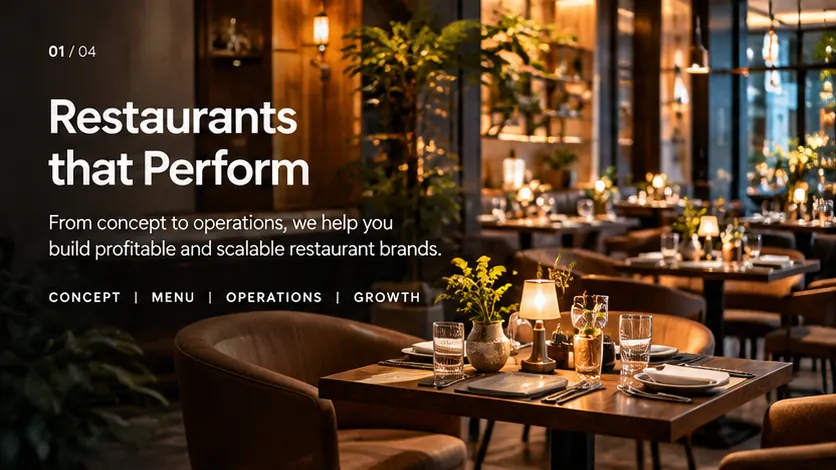 01 / 04
Restaurants
that Perform
From concept to operations, we help you
build profitable and scalable restaurant brands.
CONCEPT | MENU | OPERATIONS | GROWTH